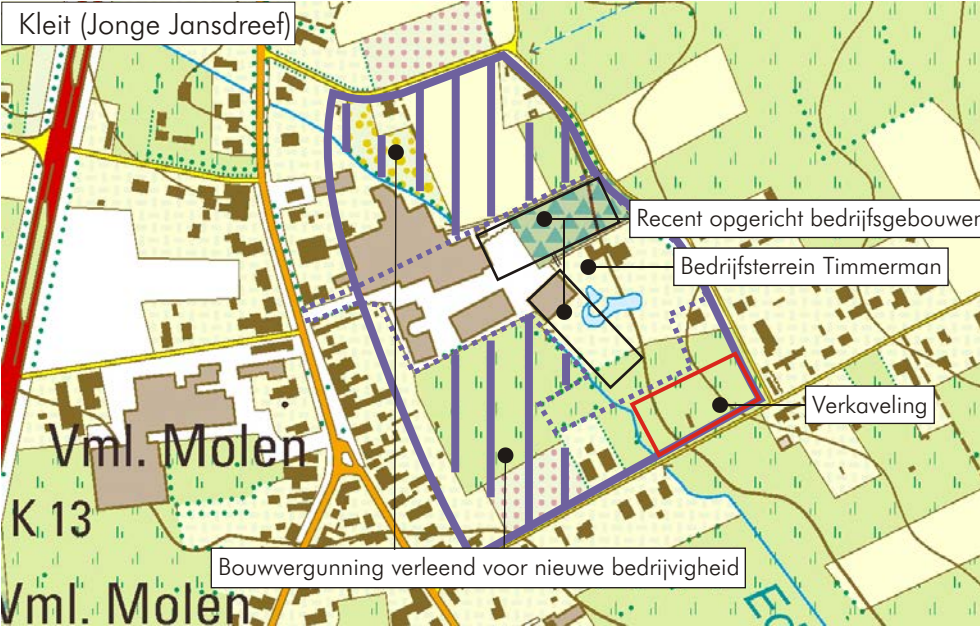 Kleit (Jonge Jansdreef)
Recent opgericht bedrijfsgebouwen
Bedrijfsterrein Timmerman
Verkaveling
Vml. Molen
K 13
Bouwvergunning verleend voor nieuwe bedrijvigheid
Vml. Molen